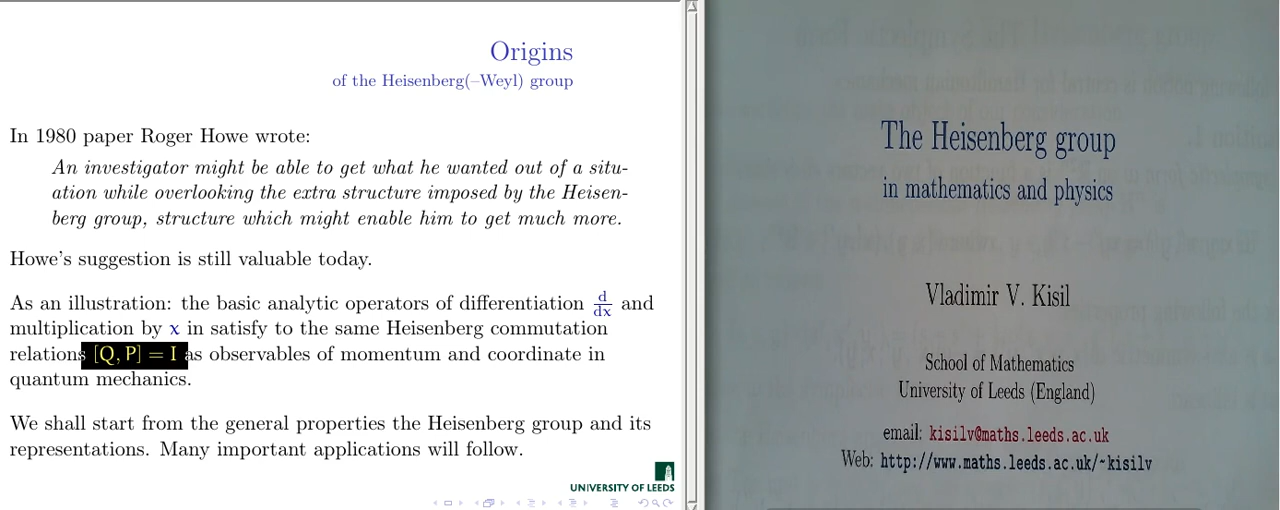 Origins
of the Heisenberg(–Weyl) group
In 1980 paper Roger Howe wrote:
An investigator might be able to get what he wanted out of a situ-
ation while overlooking the extra structure imposed by the Heisen-
berg group, structure which might enable him to get much more.
Howe's suggestion is still valuable today.
As an illustration: the basic analytic operators of differentiation d/dx and
multiplication by x in satisfy to the same Heisenberg commutation
relations [Q, P] = I as observables of momentum and coordinate in
quantum mechanics.
We shall start from the general properties the Heisenberg group and its
representations. Many important applications will follow.
UNIVERSITY OF LEEDS
The Heisenberg group
in mathematics and physics
Vladimir V. Kisil
School of Mathematics
University of Leeds (England)
email: kisilv@maths.leeds.ac.uk
Web: http://www.maths.leeds.ac.uk/~kisilv